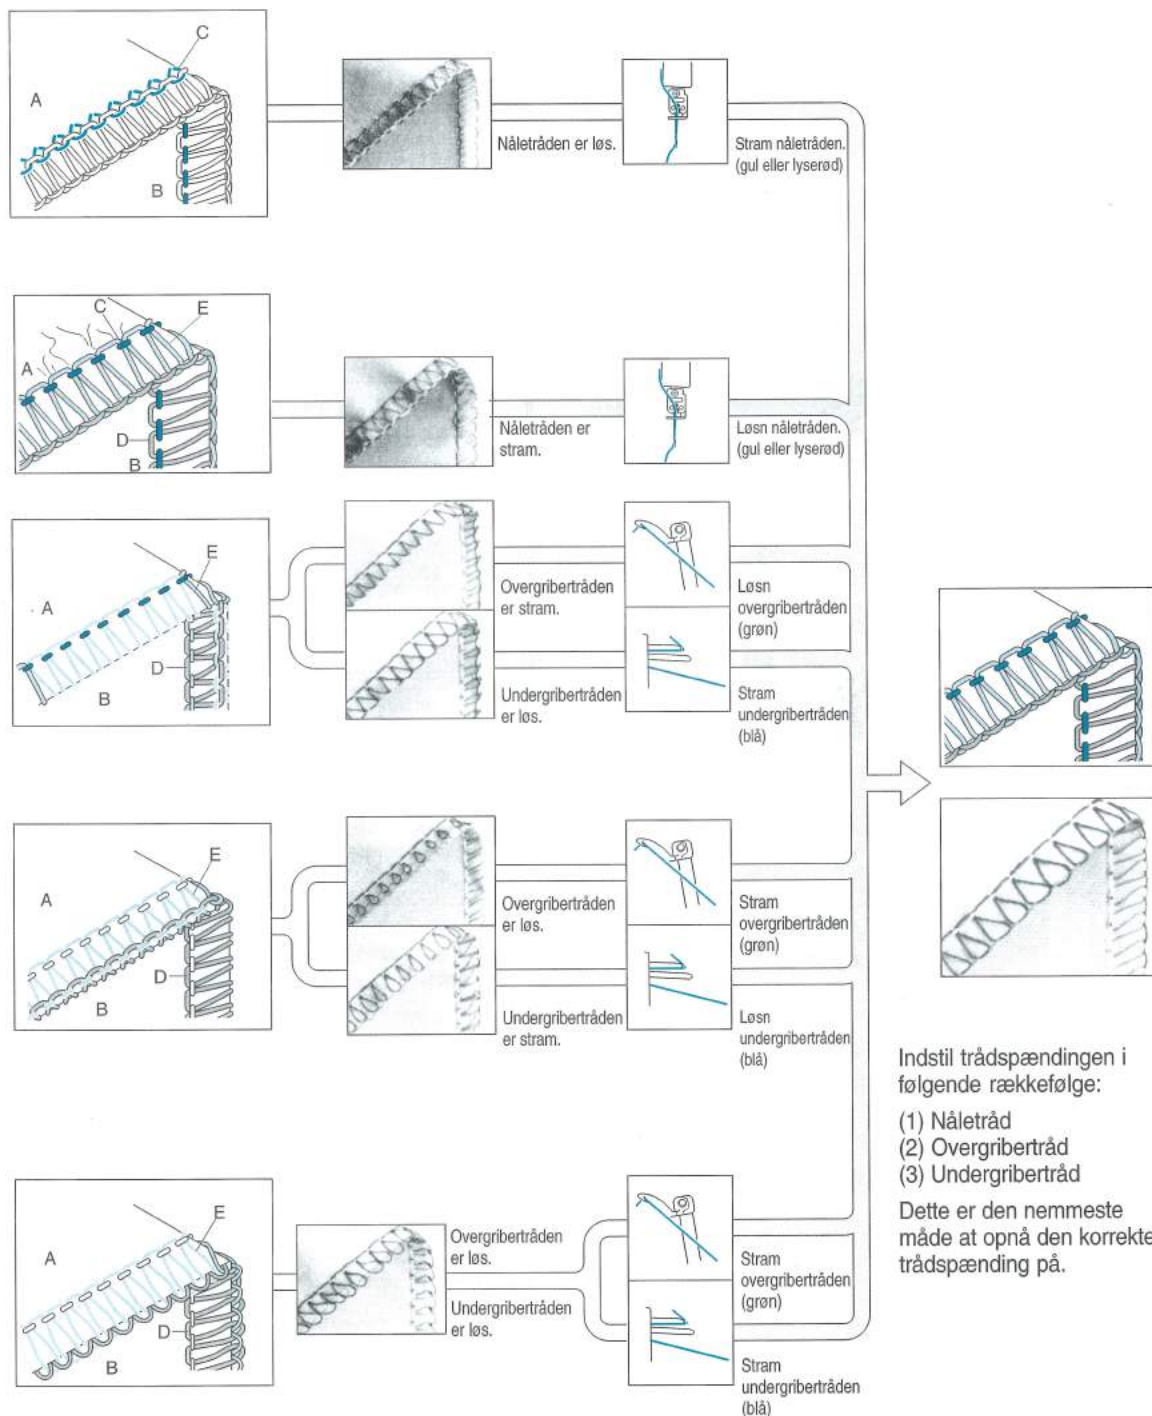 C
A
B
Nåletråden er løs.
Stram nåletråden.
(gul eller lyserød)
C
E
A
D
B
Nåletråden er
stram.
Løsn nåletråden.
(gul eller lyserød)
E
A
D
B
Overgribertråden
er stram.
Løsn
overgribertråden
(grøn)
Undergribertråden
er løs.
Stram
undergribertråden
(blå)
E
A
D
B
Overgribertråden
er løs.
Stram
overgribertråden
(grøn)
Undergribertråden
er stram.
Løsn
undergribertråden
(blå)
E
A
D
B
Overgribertråden
er løs.
Undergribertråden
er løs.
Stram
overgribertråden
(grøn)
Stram
undergribertråden
(blå)
Indstil trådspændingen i
følgende rækkefølge:
(1) Nåletråd
(2) Overgribertråd
(3) Undergribertråd
Dette er den nemmeste
måde at opnå den korrekte
trådspænding på.